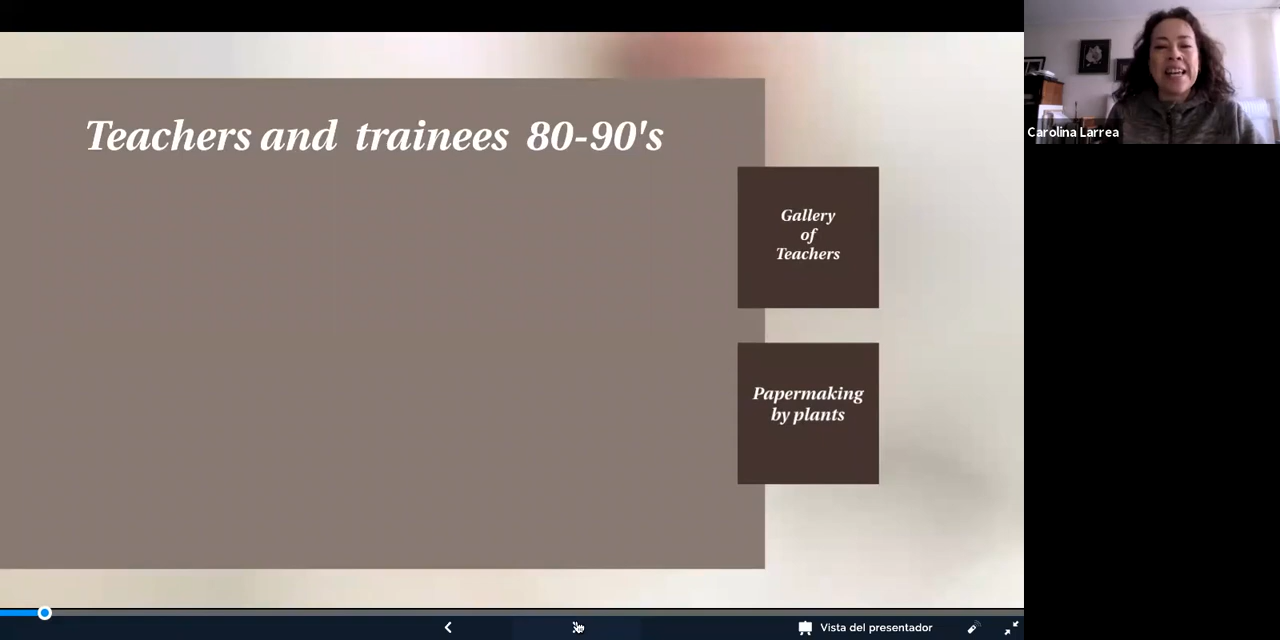 Teachers and trainees 80-90's
Gallery
of
Teachers
Papermaking
by plants
Carolina Larrea
Vista del presentador